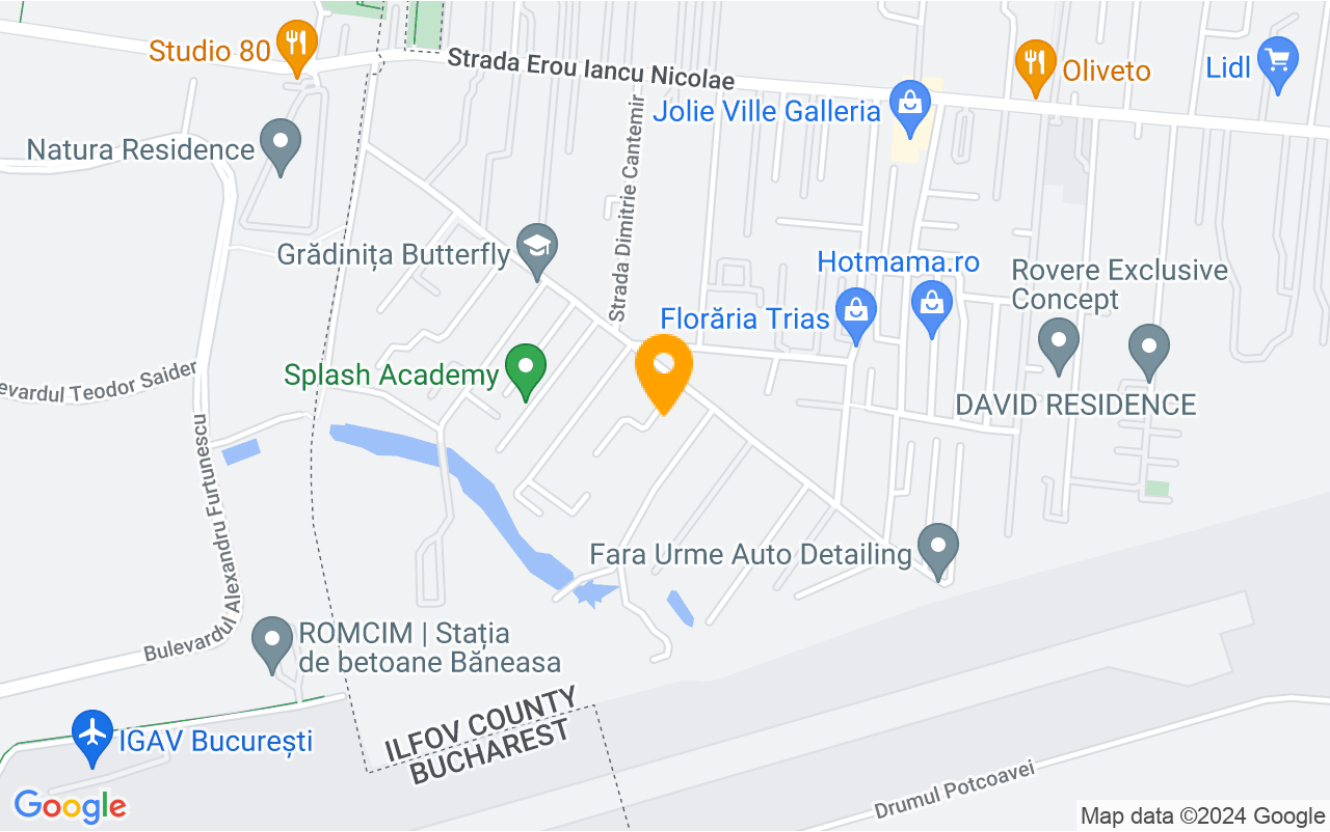 Studio 80
Strada Erou Iancu Nicolae
Oliveto
Lidl
Jolie Ville Galleria
Natura Residence
Strada Dimitrie Cantemir
Grădinița Butterfly
Hotmama.ro
Rovere Exclusive
Concept
Florăria Trias
Splash Academy
evardul Teodor Saider
DAVID RESIDENCE
Bulevardul Alexandru Furtunescu
Fara Urme Auto Detailing
ROMCIM | Stația
de betoane Băneasa
ILFOV COUNTY
BUCHAREST
IGAV București
Drumul Potcoavei
Google
Map data ©2024 Google